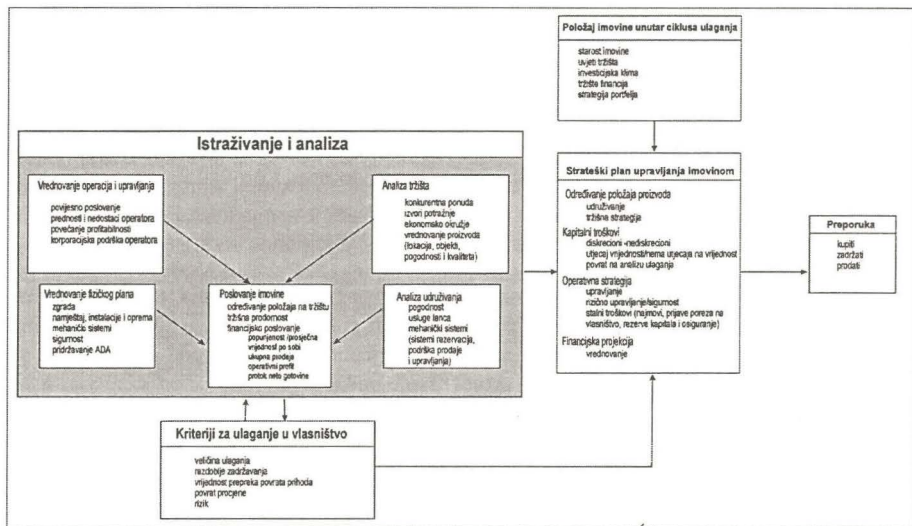 Položaj imovine unutar ciklusa ulaganja
starost imovine
uvjeti tržišta
investicijska klima
tržište financija
strategija portfelja
Istraživanje i analiza
Vrednovanje operacija i upravljanja
povijesno poslovanje
prednosti i nedostaci operatora
povećanje profitabilnosti
korporacijska podrška operatora
Analiza tržišta
konkurentna ponuda
izvori potražnje
ekonomsko okružje
vrednovanje proizvoda
(lokacija, objekti,
pogodnosti i kvaliteta)
Vrednovanje fizičkog plana
zgrada
namještaj, instalacije i oprema
mehanički sistemi
sigurnost
pridržavanje ADA
Poslovanje imovine
određivanje položaja na tržištu
tržišna prodornost
financijsko poslovanje
popunjenost /prosječna
vrijednost po sobi
ukupna prodaja
operativni profit
protok neto gotovine
Analiza udruživanja
pogodnost
usluge lanca
mehanički sistemi
(sistemi rezervacija,
podrška prodaje
i upravljanja)
Strateški plan upravljanja imovinom
Određivanje položaja proizvoda
udruživanje
tržišna strategija
Kapitalni troškovi
diskrecioni -nediskrecioni
utjecaj vrijednosti/nema utjecaja na vrijednost
povrat na analizu ulaganja
Operativna strategija
upravljanje
rizično upravljanje/sigurnost
stalni troškovi (najmovi, prijave poreza na
vlasništvo, rezerve kapitala i osiguranje)
Financijska projekcija
vrednovanje
Preporuka
kupiti
zadržati
prodati
Kriteriji za ulaganje u vlasništvo
veličina ulaganja
razdoblje zadržavanja
vrijednost prepreka povrata prihoda
povrat procjene
rizik